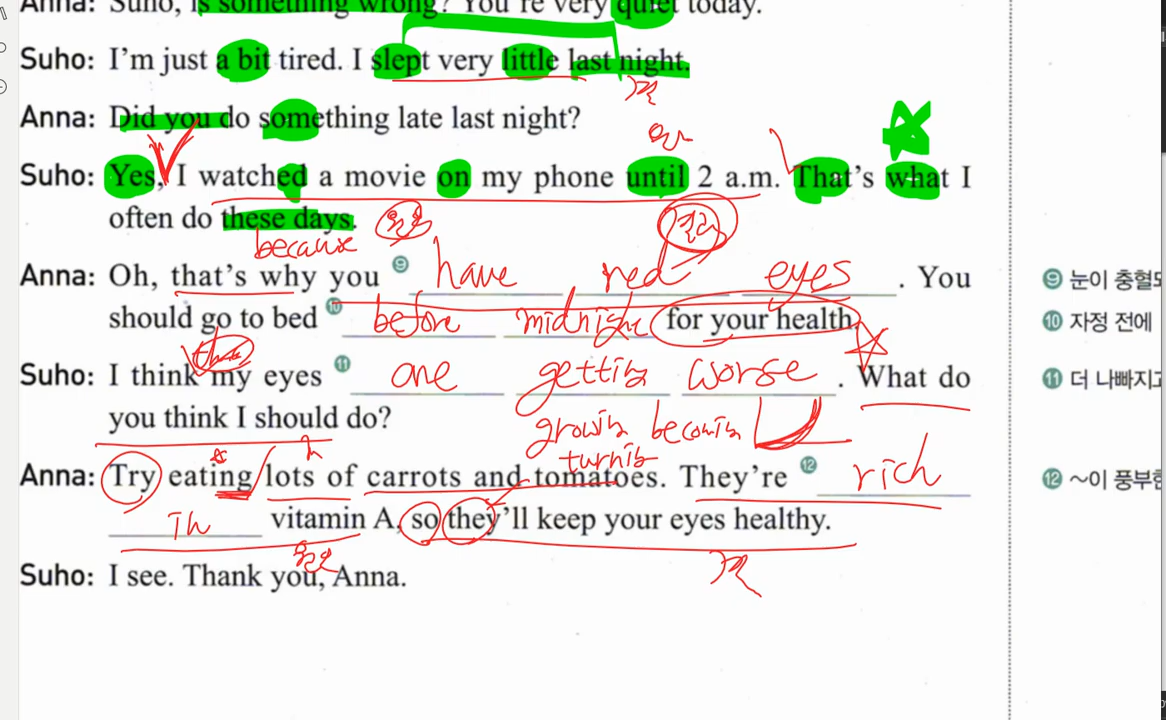 Anna: Suho, is something wrong? You're very quiet today.
Suho: I'm just a bit tired. I slept very little last night.
Anna: Did you do something late last night?
Suho: Yes, I watched a movie on my phone until 2 a.m. That's what I
often do these days.
because
Anna: Oh, that's why you ⑨ have red eyes. You
⑨ 눈이 충혈
should go to bed ⑩ before midnight for your health.
⑩ 자정 전에
Suho: I think my eyes ⑪ getting worse. What do
⑪ 더 나빠지고
you think I should do?
Anna: Try eating lots of carrots and tomatoes. They're ⑫ rich
⑫ ~이 풍부한
in vitamin A, so they'll keep your eyes healthy.
Suho: I see. Thank you, Anna.